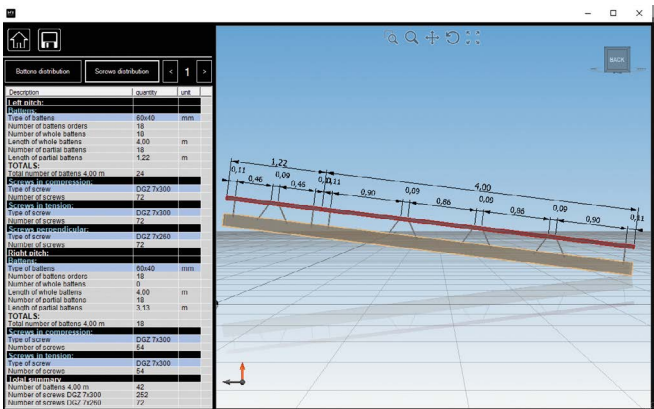 Battens distribution
Screws distribution
<
1
>
Description quantity unit
Left pitch:
Battens:
Type of battens 60x40 mm
Number of battens orders 18
Number of whole battens 18
Length of whole battens 4,00 m
Number of partial battens 18
Length of partial battens 1,22 m
TOTALS:
Total number of battens 4,00 m 24
Screws in compression:
Type of screw DGZ 7x300
Number of screws 72
Screws in tension:
Type of screw DGZ 7x300
Number of screws 72
Screws perpendicular:
Type of screw DGZ 7x260
Number of screws 72
Right pitch:
Battens:
Type of battens 60x40 mm
Number of battens orders 18
Number of whole battens 0
Length of whole battens 4,00 m
Number of partial battens 18
Length of partial battens 3,13 m
TOTALS:
Total number of battens 4,00 m 18
Screws in compression:
Type of screw DGZ 7x300
Number of screws 54
Screws in tension:
Type of screw DGZ 7x300
Number of screws 54
Total summary
Number of battens 4,00 m 42
Number of screws DGZ 7x300 252
Number of screws DGZ 7x260 72
BACK
1,22
4,00
0,11
0,46
0,09
0,46
0,11
0,90
0,09
0,86
0,09
0,86
0,09
0,90
0,11